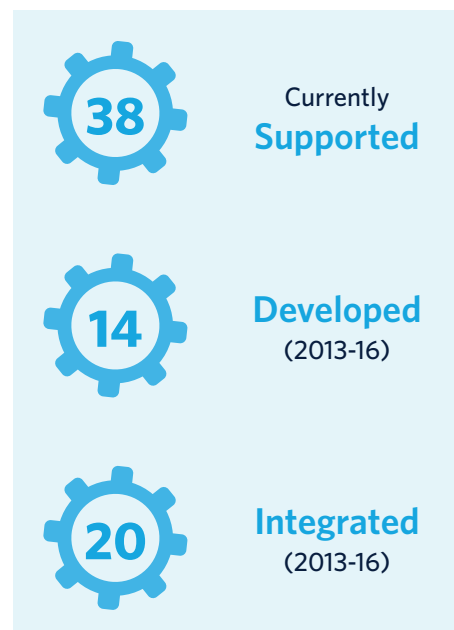 38
Currently
Supported
14
Developed
(2013-16)
20
Integrated
(2013-16)